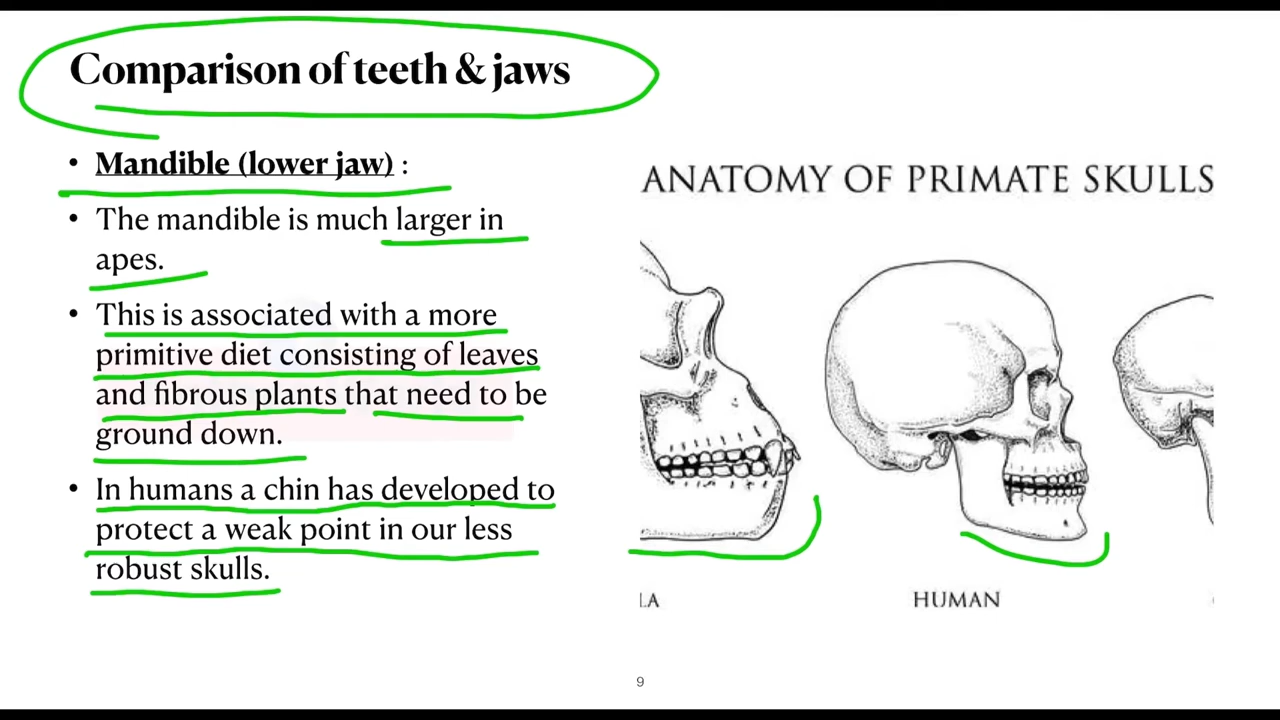 Comparison of teeth & jaws
• Mandible (lower jaw) :
• The mandible is much larger in
apes.
• This is associated with a more
primitive diet consisting of leaves
and fibrous plants that need to be
ground down.
• In humans a chin has developed to
protect a weak point in our less
robust skulls.
ANATOMY OF PRIMATE SKULLS
LA
HUMAN
9